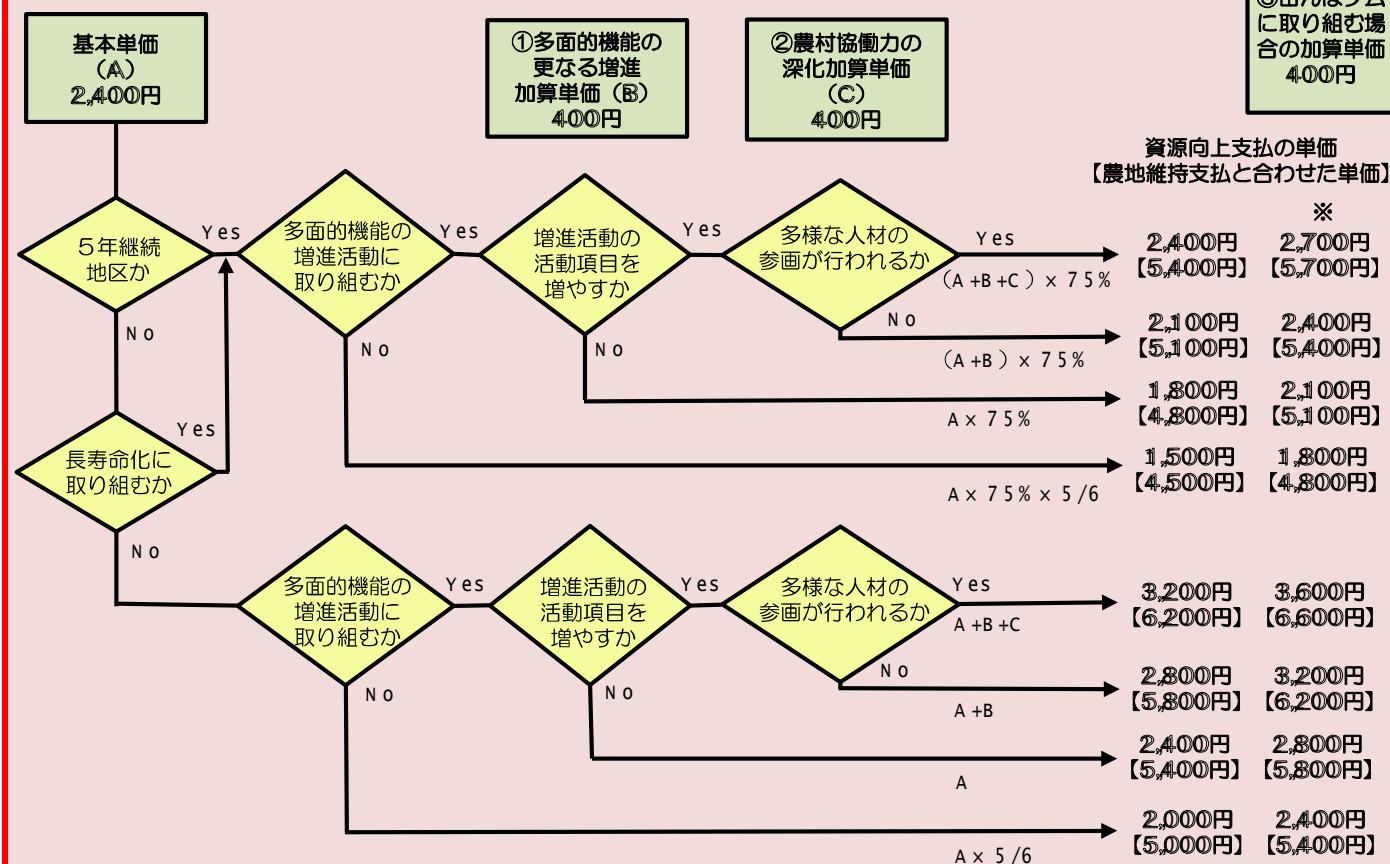 基本単価
（A）
2,400円
①多面的機能の
更なる増進
加算単価（B）
400円
②農村協働力の
深化加算単価
（C）
400円
に取り組む場
合の加算単価
400円
資源向上支払の単価
【農地維持支払と合わせた単価】
※
５年継続
地区か
Yes
No
多面的機能の
増進活動に
取り組むか
Yes
No
増進活動の
活動項目を
増やすか
Yes
No
多様な人材の
参画が行われるか
Yes
（A+B+C）×75%
2,400円 2,700円
【5,400円】 【5,700円】
No
（A+B）×75%
2,100円 2,400円
【5,100円】 【5,400円】
A×75%
1,800円 2,100円
【4,800円】 【5,100円】
A×75%×5/6
1,500円 1,800円
【4,500円】 【4,800円】
長寿命化に
取り組むか
Yes
No
多面的機能の
増進活動に
取り組むか
Yes
No
増進活動の
活動項目を
増やすか
Yes
No
多様な人材の
参画が行われるか
Yes
A+B+C
3,200円 3,600円
【6,200円】 【6,600円】
No
A+B
2,800円 3,200円
【5,800円】 【6,200円】
A
2,400円 2,800円
【5,400円】 【5,800円】
A×5/6
2,000円 2,400円
【5,000円】 【5,400円】